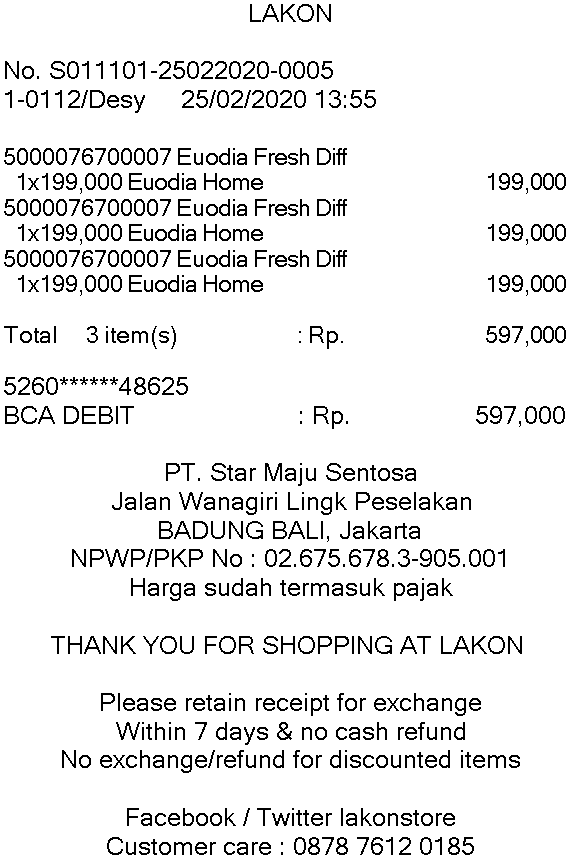 LAKON
No. S011101-25022020-0005
1-0112/Desy 25/02/2020 13:55
5000076700007 Euodia Fresh Diff
1x199,000 Euodia Home 199,000
5000076700007 Euodia Fresh Diff
1x199,000 Euodia Home 199,000
5000076700007 Euodia Fresh Diff
1x199,000 Euodia Home 199,000
Total 3 item(s) : Rp. 597,000
5260******48625
BCA DEBIT : Rp. 597,000
PT. Star Maju Sentosa
Jalan Wanagiri Lingk Peselakan
BADUNG BALI, Jakarta
NPWP/PKP No : 02.675.678.3-905.001
Harga sudah termasuk pajak
THANK YOU FOR SHOPPING AT LAKON
Please retain receipt for exchange
Within 7 days & no cash refund
No exchange/refund for discounted items
Facebook / Twitter lakonstore
Customer care : 0878 7612 0185